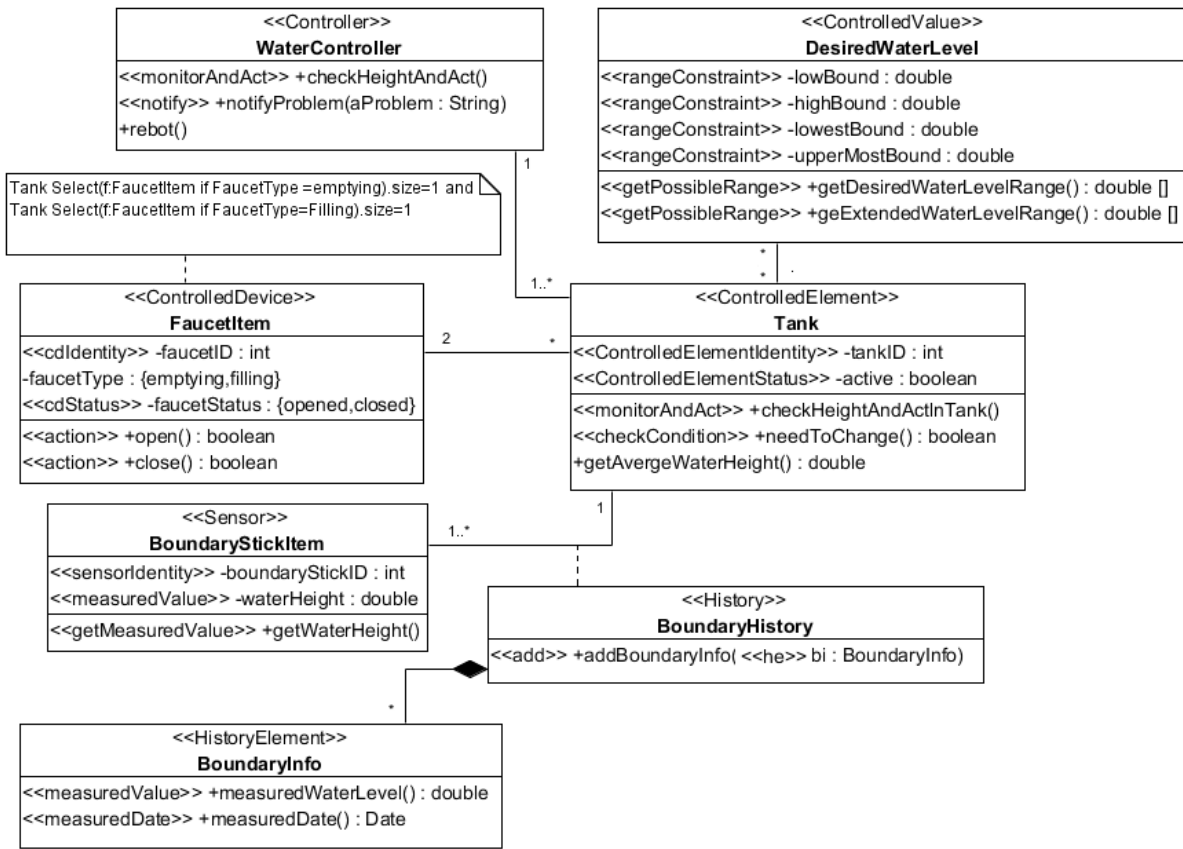 <<Controller>>
WaterController
<<monitorAndAct>> +checkHeightAndAct()
<<notify>> +notifyProblem(aProblem : String)
+rebot()
<<ControlledValue>>
DesiredWaterLevel
<<rangeConstraint>> -lowBound : double
<<rangeConstraint>> -highBound : double
<<rangeConstraint>> -lowestBound : double
<<rangeConstraint>> -upperMostBound : double
<<getPossibleRange>> +getDesiredWaterLevelRange() : double []
<<getPossibleRange>> +geExtendedWaterLevelRange() : double []
1
Tank Select(f:FaucetItem if FaucetType =emptying).size=1 and
Tank Select(f:FaucetItem if FaucetType=Filling).size=1
*
*
.
1..*
<<ControlledDevice>>
FaucetItem
<<cdIdentity>> -faucetID : int
-faucetType : {emptying,filling}
<<cdStatus>> -faucetStatus : {opened,closed}
<<action>> +open() : boolean
<<action>> +close() : boolean
2
*
<<ControlledElement>>
Tank
<<ControlledElementIdentity>> -tankID : int
<<ControlledElementStatus>> -active : boolean
<<monitorAndAct>> +checkHeightAndActInTank()
<<checkCondition>> +needToChange() : boolean
+getAvergeWaterHeight() : double
1
1..*
<<Sensor>>
BoundaryStickItem
<<sensorIdentity>> -boundaryStickID : int
<<measuredValue>> -waterHeight : double
<<getMeasuredValue>> +getWaterHeight()
<<History>>
BoundaryHistory
<<add>> +addBoundaryInfo( <<he>> bi : BoundaryInfo)
*
<<HistoryElement>>
BoundaryInfo
<<measuredValue>> +measuredWaterLevel() : double
<<measuredDate>> +measuredDate() : Date